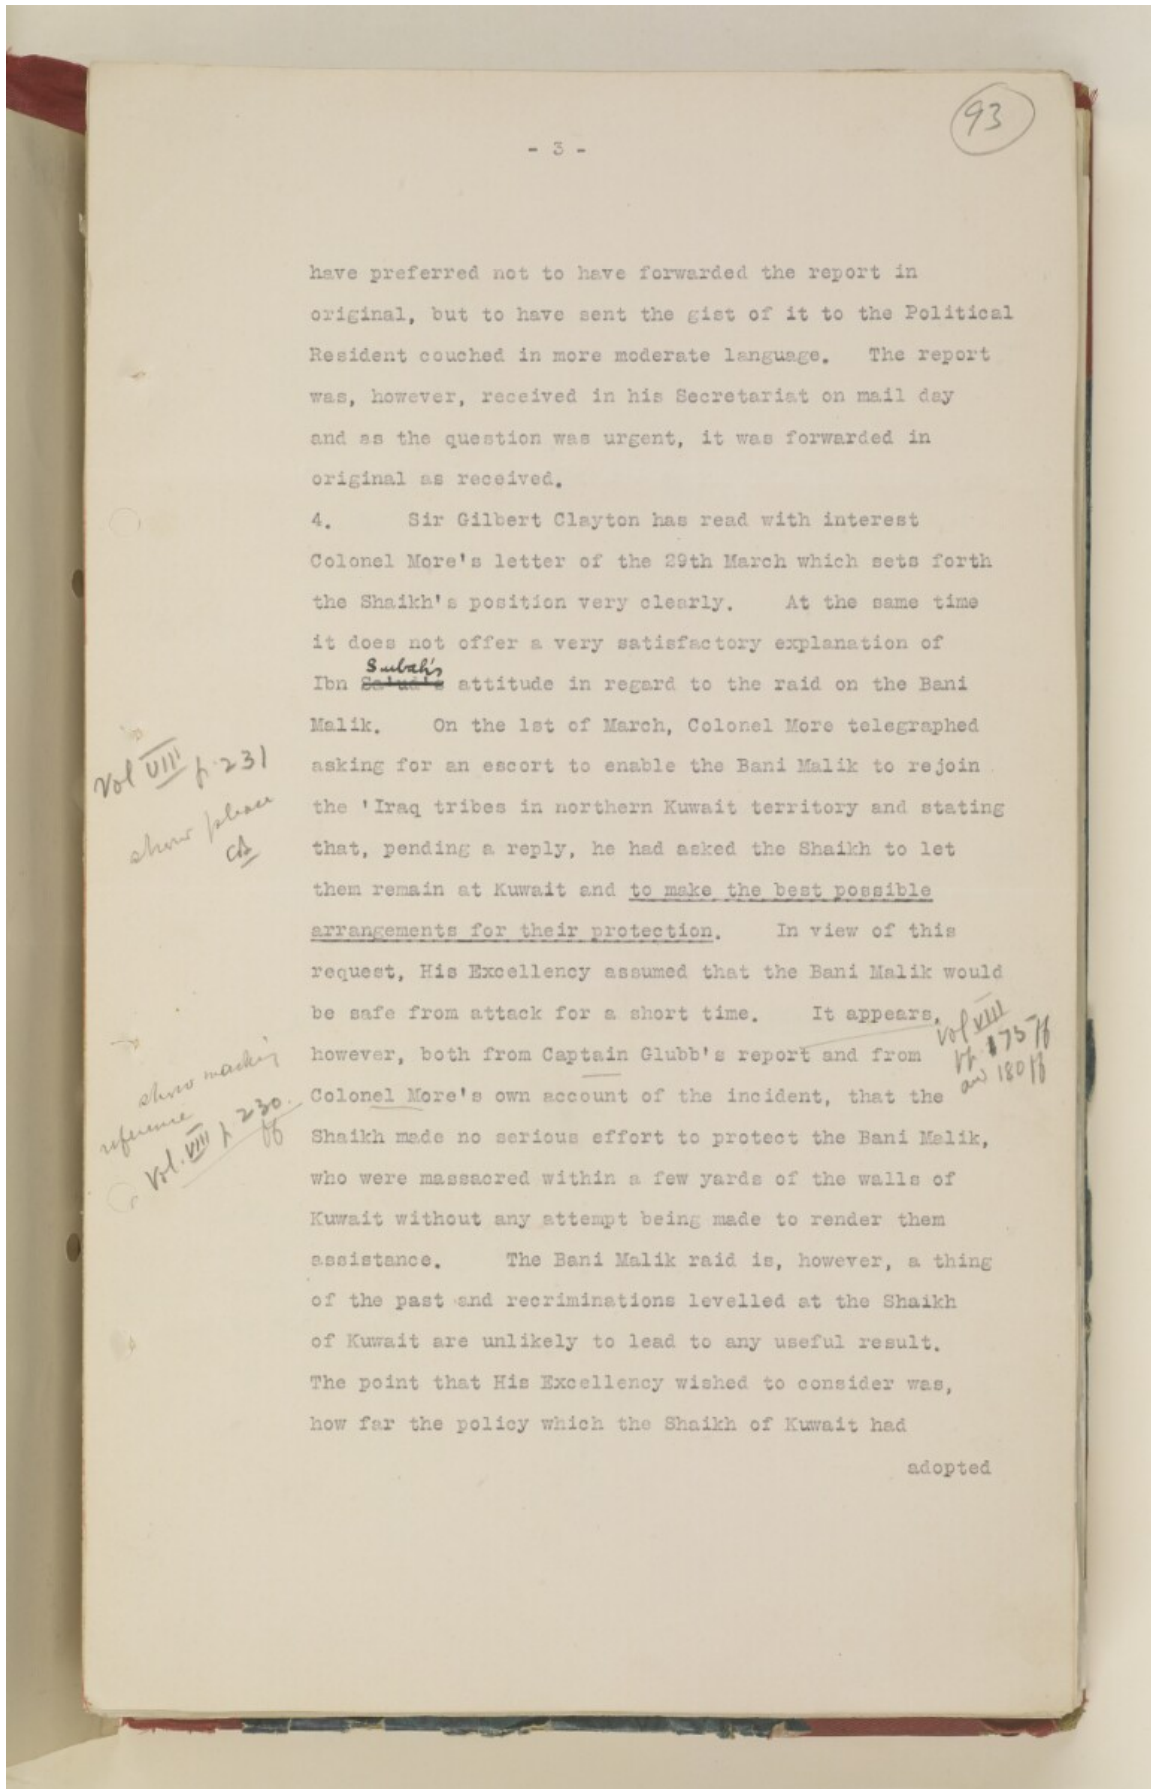 93
- 3 -
have preferred not to have forwarded the report in
original, but to have sent the gist of it to the Political
Resident couched in more moderate language. The report
was, however, received in his Secretariat on mail day
and as the question was urgent, it was forwarded in
original as received.
4. Sir Gilbert Clayton has read with interest
Colonel More's letter of the 29th March which sets forth
the Shaikh's position very clearly. At the same time
it does not offer a very satisfactory explanation of
Subah's
Ibn Sa'ud's attitude in regard to the raid on the Bani
Malik. On the 1st of March, Colonel More telegraphed
asking for an escort to enable the Bani Malik to rejoin
the 'Iraq tribes in northern Kuwait territory and stating
that, pending a reply, he had asked the Shaikh to let
them remain at Kuwait and to make the best possible
arrangements for their protection. In view of this
request, His Excellency assumed that the Bani Malik would
be safe from attack for a short time. It appears,
however, both from Captain Glubb's report and from
Colonel More's own account of the incident, that the
Shaikh made no serious effort to protect the Bani Malik,
who were massacred within a few yards of the walls of
Kuwait without any attempt being made to render them
assistance. The Bani Malik raid is, however, a thing
of the past and recriminations levelled at the Shaikh
of Kuwait are unlikely to lead to any useful result.
The point that His Excellency wished to consider was,
how far the policy which the Shaikh of Kuwait had
adopted
Vol VIII p. 231
show please
show
reference
Vol. VIII p 230 ff
Vol VIII
pp. 175 ff
and 180 ff